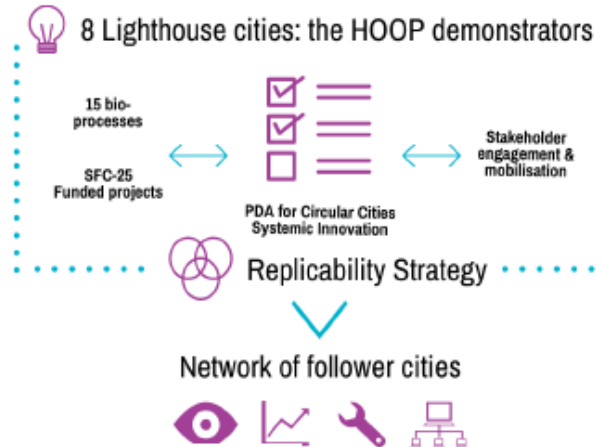 8 Lighthouse cities: the HOOP demonstrators
15 bio-
processes
SFC-25
Funded projects
PDA for Circular Cities
Systemic Innovation
Stakeholder
engagement &
mobilisation
Replicability Strategy
Network of follower cities